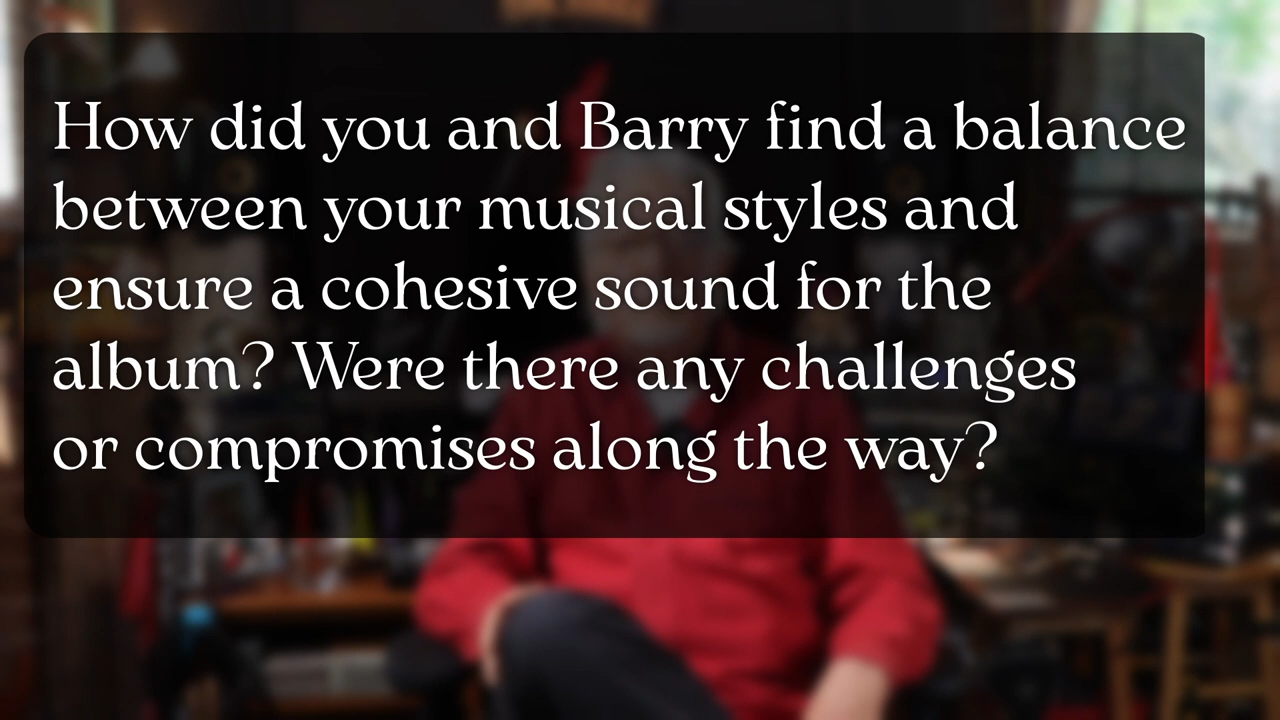 How did you and Barry find a balance
between your musical styles and
ensure a cohesive sound for the
album? Were there any challenges
or compromises along the way?